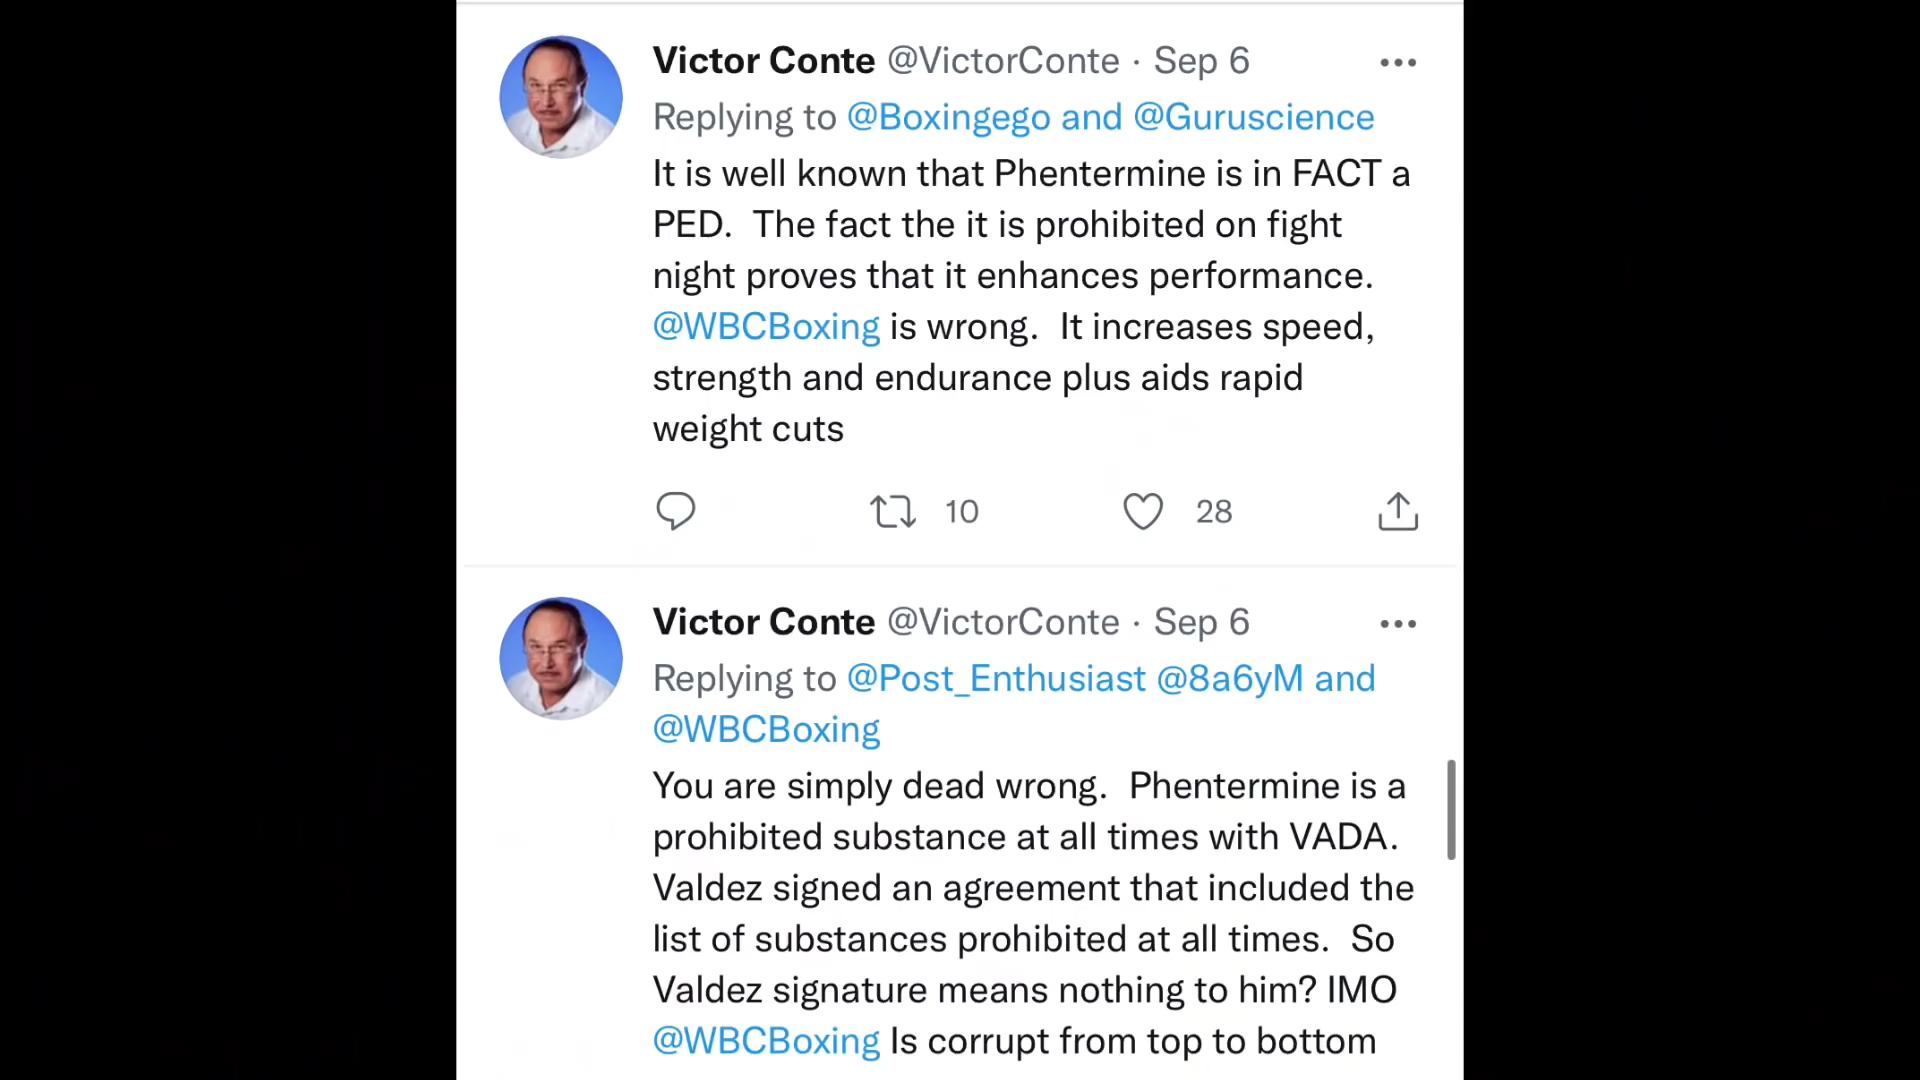 Victor Conte @VictorConte · Sep 6
Replying to @Boxingego and @Guruscience
It is well known that Phentermine is in FACT a
PED.  The fact the it is prohibited on fight
night proves that it enhances performance.
@WBCBoxing is wrong.  It increases speed,
strength and endurance plus aids rapid
weight cuts
10 28
Victor Conte @VictorConte · Sep 6
Replying to @Post_Enthusiast @8a6yM and
@WBCBoxing
You are simply dead wrong.  Phentermine is a
prohibited substance at all times with VADA.
Valdez signed an agreement that included the
list of substances prohibited at all times.  So
Valdez signature means nothing to him? IMO
@WBCBoxing Is corrupt from top to bottom